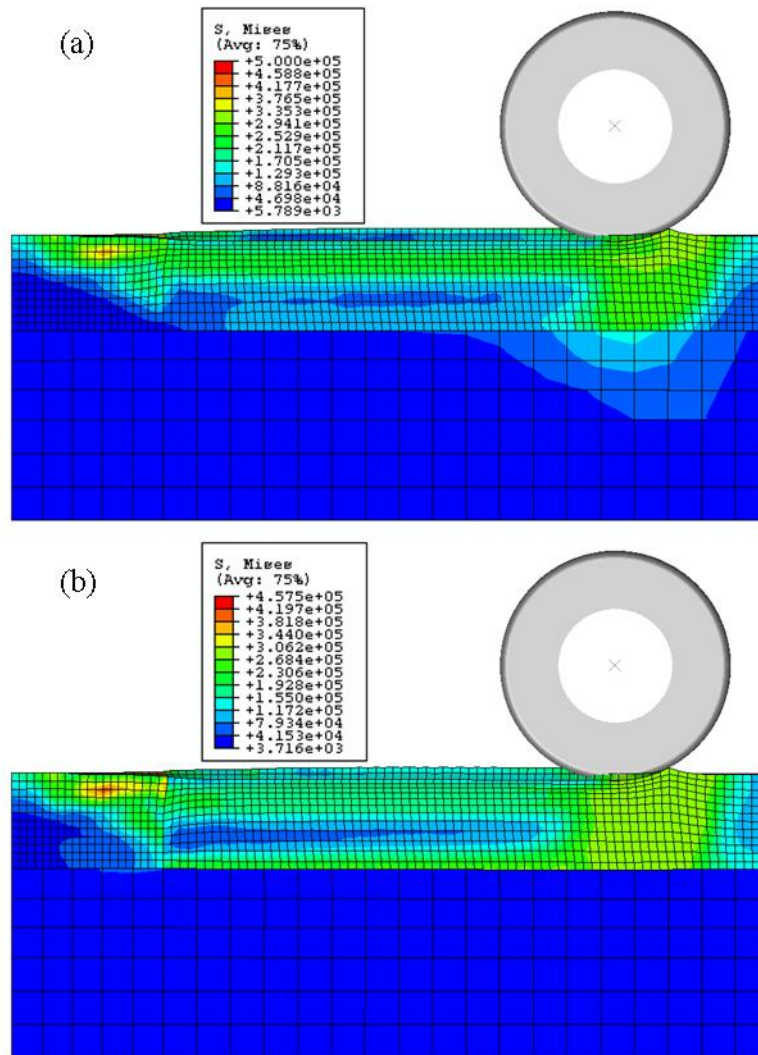 (a)
S, Mises
(Avg: 75%)
+5.000e+05
+4.588e+05
+4.177e+05
+3.765e+05
+3.353e+05
+2.941e+05
+2.529e+05
+2.117e+05
+1.705e+05
+1.293e+05
+8.816e+04
+4.698e+04
+5.789e+03
(b)
S, Mises
(Avg: 75%)
+4.575e+05
+4.197e+05
+3.818e+05
+3.440e+05
+3.062e+05
+2.684e+05
+2.306e+05
+1.928e+05
+1.550e+05
+1.172e+05
+7.934e+04
+4.153e+04
+3.716e+03